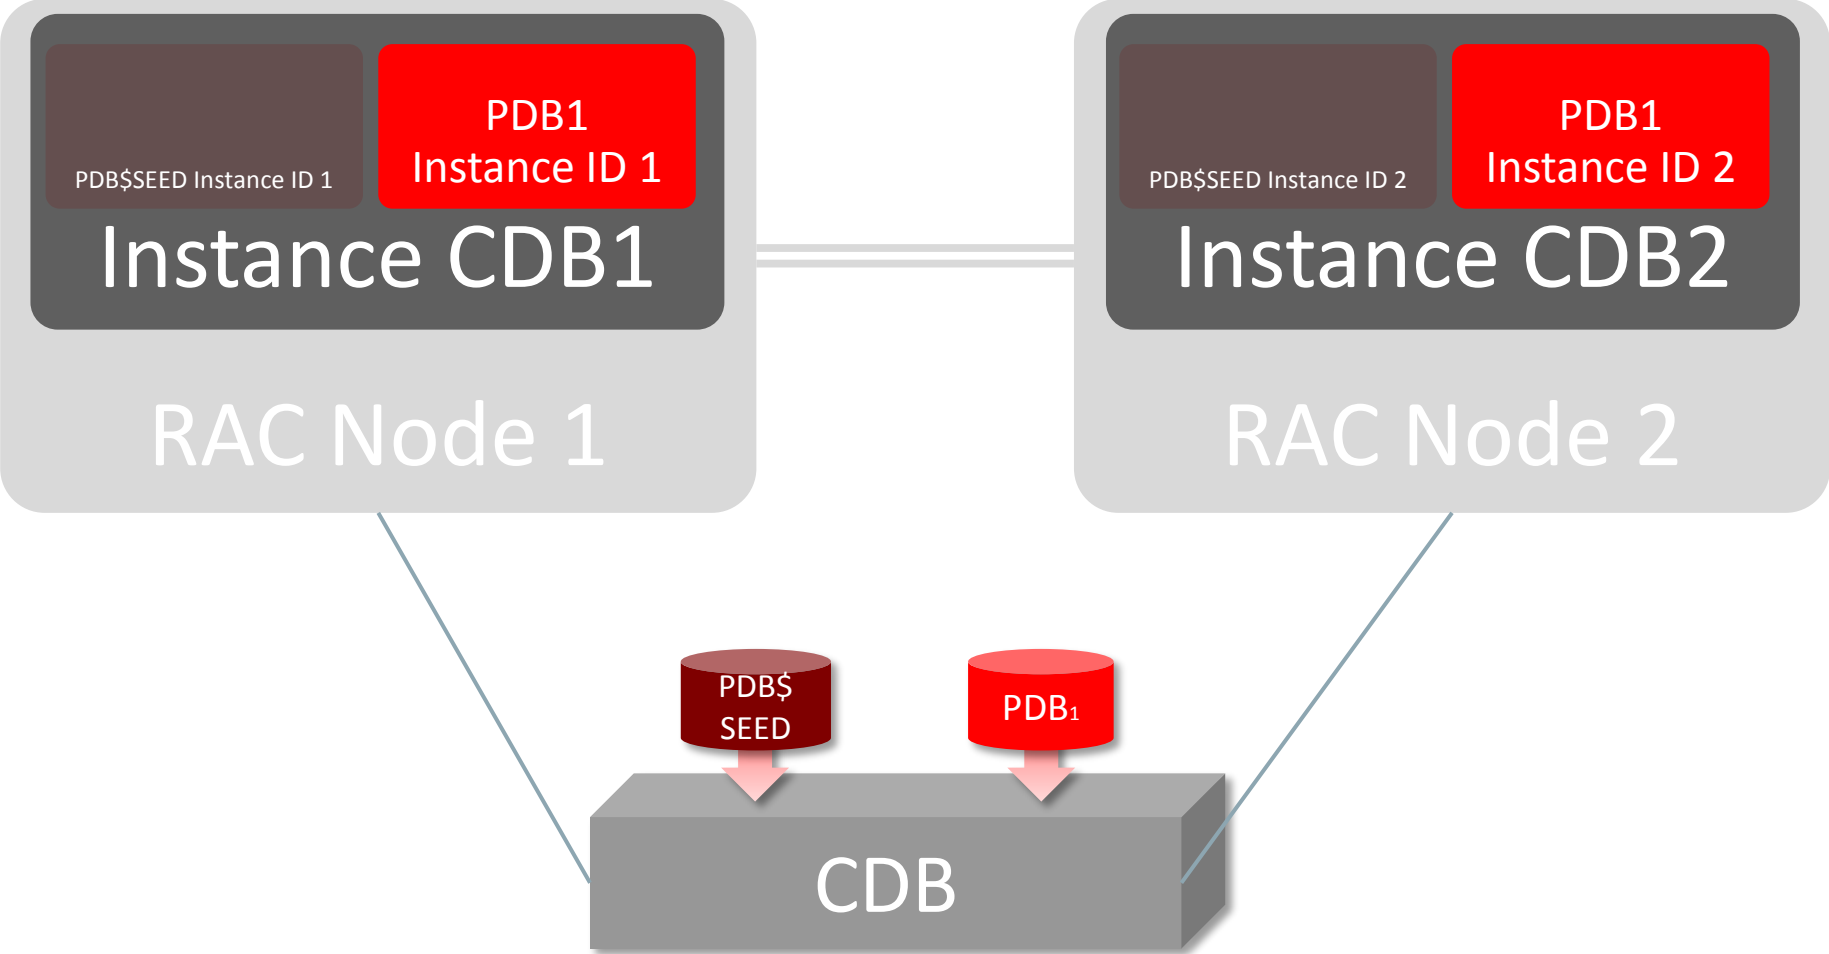 PDB$SEED Instance ID 1
PDB1
Instance ID 1
Instance CDB1
RAC Node 1
PDB$SEED Instance ID 2
PDB1
Instance ID 2
Instance CDB2
RAC Node 2
PDB$
SEED
PDB₁
CDB